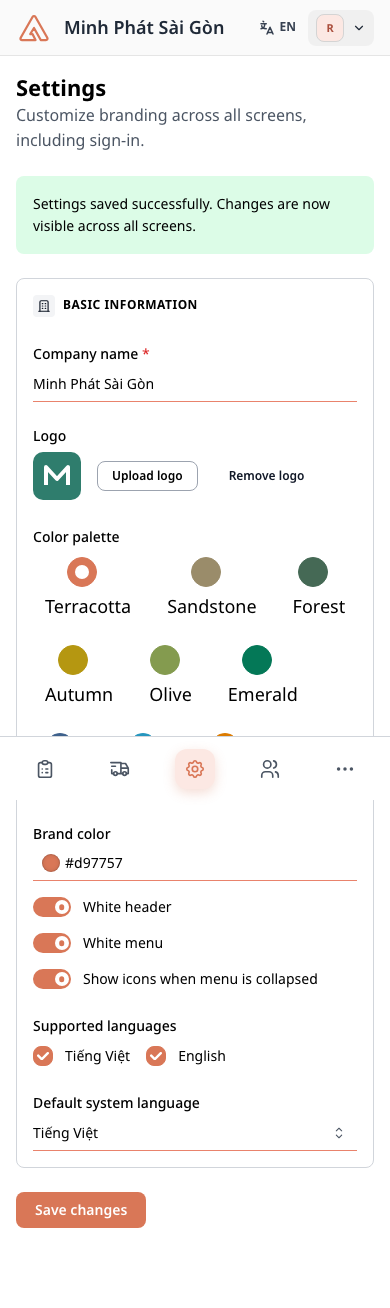 Minh Phát Sài Gòn
EN
R
Settings
Customize branding across all screens,
including sign-in.
Settings saved successfully. Changes are now
visible across all screens.
BASIC INFORMATION
Company name *
Minh Phát Sài Gòn
Logo
M
Upload logo
Remove logo
Color palette
Terracotta Sandstone Forest
Autumn Olive Emerald
Brand color
#d97757
White header
White menu
Show icons when menu is collapsed
Supported languages
Tiếng Việt English
Default system language
Tiếng Việt
Save changes